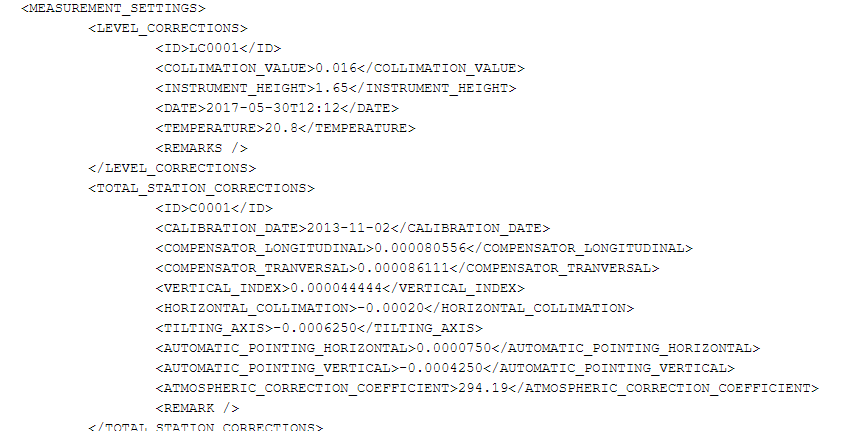 <MEASUREMENT_SETTINGS>
<LEVEL_CORRECTIONS>
<ID>LC0001</ID>
<COLLIMATION_VALUE>0.016</COLLIMATION_VALUE>
<INSTRUMENT_HEIGHT>1.65</INSTRUMENT_HEIGHT>
<DATE>2017-05-30T12:12</DATE>
<TEMPERATURE>20.8</TEMPERATURE>
<REMARKS />
</LEVEL_CORRECTIONS>
<TOTAL_STATION_CORRECTIONS>
<ID>C0001</ID>
<CALIBRATION_DATE>2013-11-02</CALIBRATION_DATE>
<COMPENSATOR_LONGITUDINAL>0.000080556</COMPENSATOR_LONGITUDINAL>
<COMPENSATOR_TRANVERSAL>0.000086111</COMPENSATOR_TRANVERSAL>
<VERTICAL_INDEX>0.000044444</VERTICAL_INDEX>
<HORIZONTAL_COLLIMATION>-0.00020</HORIZONTAL_COLLIMATION>
<TILTING_AXIS>-0.0006250</TILTING_AXIS>
<AUTOMATIC_POINTING_HORIZONTAL>0.0000750</AUTOMATIC_POINTING_HORIZONTAL>
<AUTOMATIC_POINTING_VERTICAL>-0.0004250</AUTOMATIC_POINTING_VERTICAL>
<ATMOSPHERIC_CORRECTION_COEFFICIENT>294.19</ATMOSPHERIC_CORRECTION_COEFFICIENT>
<REMARK />
</TOTAL_STATION_CORRECTIONS>